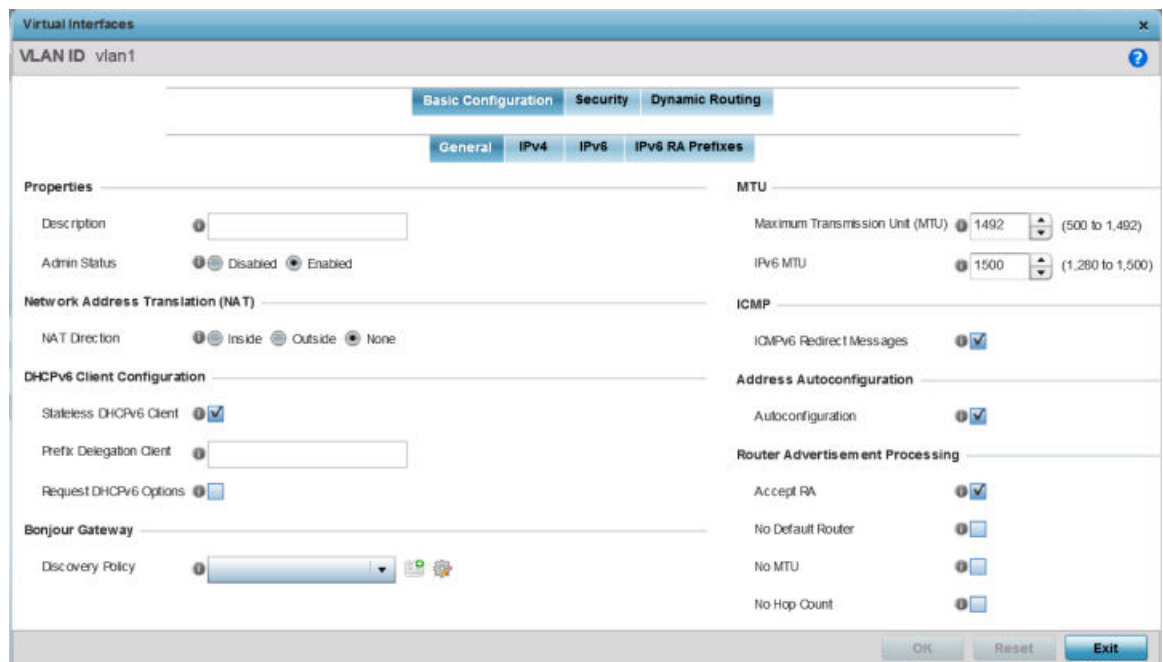 Virtual Interfaces
VLAN ID vlan1
Basic Configuration Security Dynamic Routing
General IPv4 IPv6 IPv6 RA Prefixes
Properties
Description
Admin Status Disabled Enabled
Network Address Translation (NAT)
NAT Direction Inside Outside None
DHCPv6 Client Configuration
Stateless DHCPv6 Client
Prefix Delegation Client
Request DHCPv6 Options
Bonjour Gateway
Discovery Policy
MTU
Maximum Transmission Unit (MTU) 1492 (500 to 1,492)
IPv6 MTU 1500 (1,280 to 1,500)
ICMP
ICMPv6 Redirect Messages
Address Autoconfiguration
Autoconfiguration
Router Advertisement Processing
Accept RA
No Default Router
No MTU
No Hop Count
OK Reset Exit